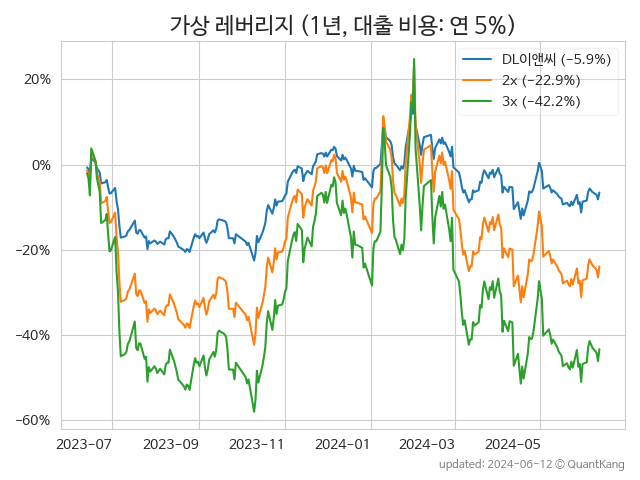 가상 레버리지 (1년, 대출 비용: 연 5%)
DL이앤씨 (−5.9%)
2x (−22.9%)
3x (−42.2%)
20%
0%
−20%
−40%
−60%
2023-07 2023-09 2023-11 2024-01 2024-03 2024-05
updated: 2024-06-12 © QuantKang